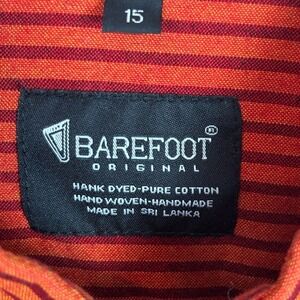 15
BAREFOOT
ORIGINAL
HANK DYED-PURE COTTON
HAND WOVEN-HANDMADE
MADE IN SRI LANKA